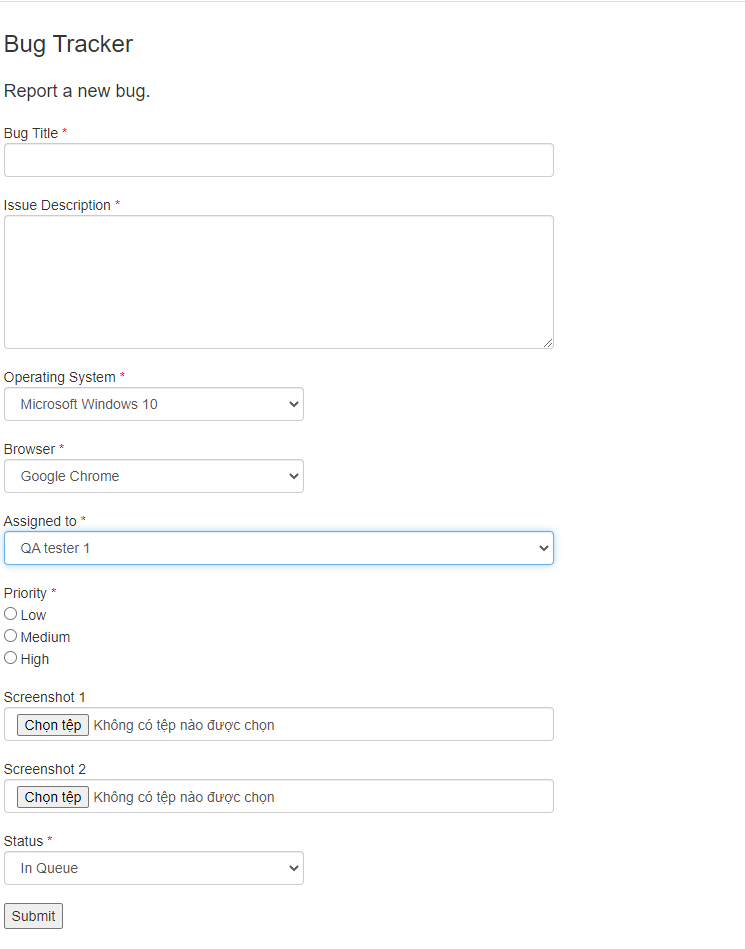 Bug Tracker
Report a new bug.
Bug Title *
Issue Description *
Operating System *
Microsoft Windows 10
Browser *
Google Chrome
Assigned to *
QA tester 1
Priority *
Low
Medium
High
Screenshot 1
Chọn tệp Không có tệp nào được chọn
Screenshot 2
Chọn tệp Không có tệp nào được chọn
Status *
In Queue
Submit